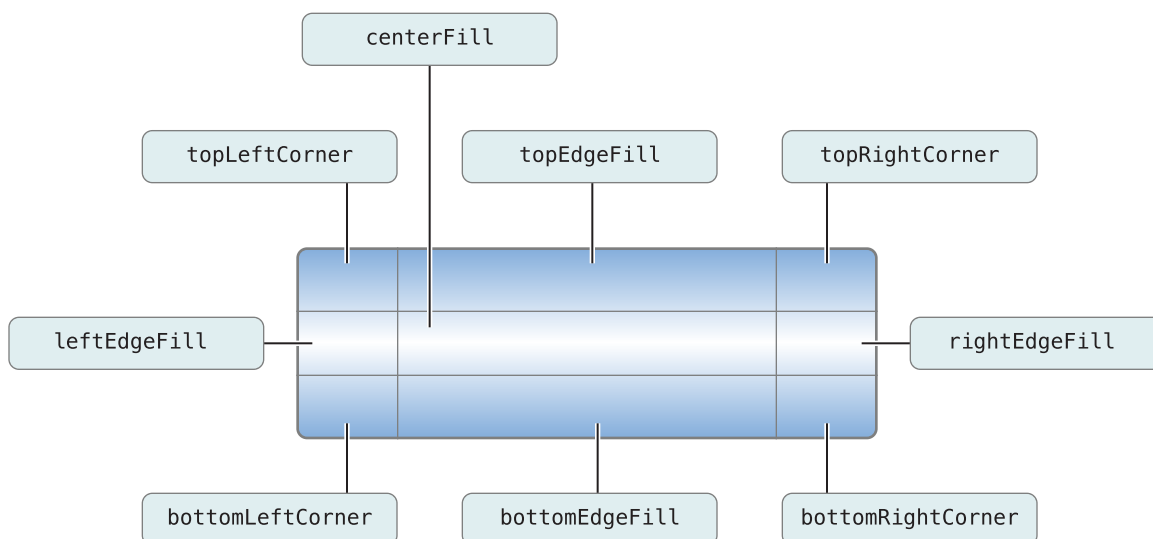 centerFill
topLeftCorner
topEdgeFill
topRightCorner
leftEdgeFill
rightEdgeFill
bottomLeftCorner
bottomEdgeFill
bottomRightCorner